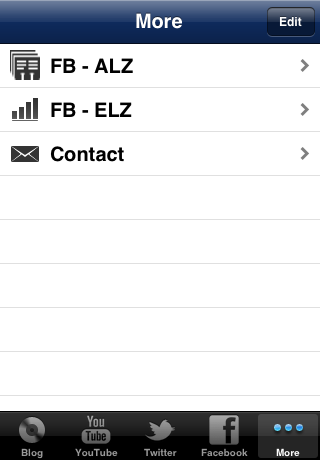 More
Edit
FB - ALZ
FB - ELZ
Contact
You
Tube
f
Blog
YouTube
Twitter
Facebook
More